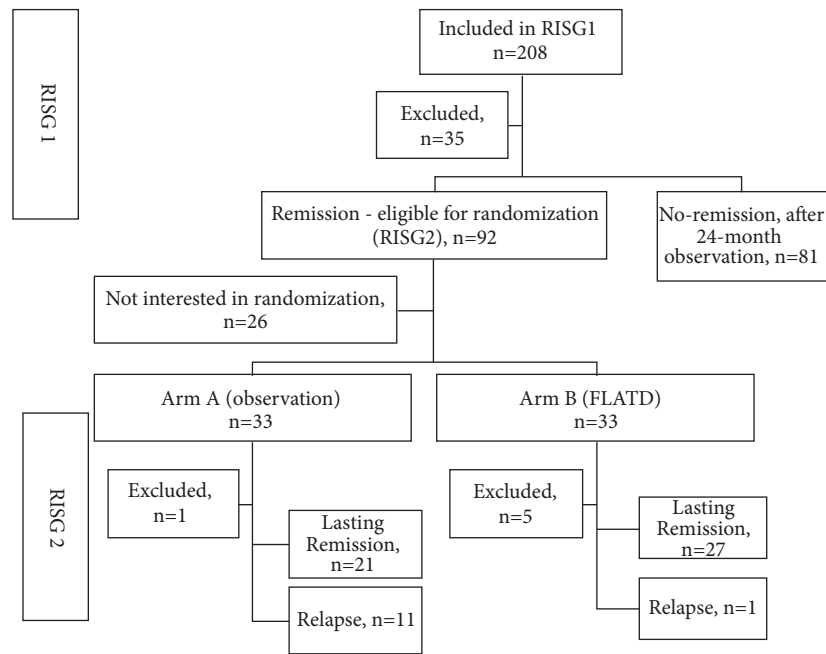 RISG 1
Included in RISG1
n=208
Excluded,
n=35
Remission - eligible for randomization
(RISG2), n=92
No-remission, after
24-month
observation, n=81
Not interested in randomization,
n=26
RISG 2
Arm A (observation)
n=33
Arm B (FLATD)
n=33
Excluded,
n=1
Lasting
Remission,
n=21
Relapse, n=11
Excluded,
n=5
Lasting
Remission,
n=27
Relapse, n=1